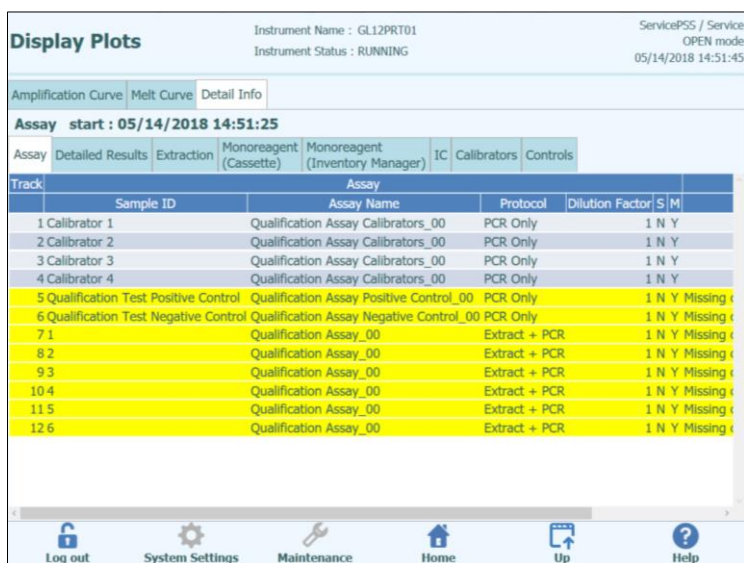 Display Plots
Instrument Name : GL12PRT01
Instrument Status : RUNNING
ServicePSS / Service
OPEN mode
05/14/2018 14:51:45
Amplification Curve Melt Curve Detail Info
Assay start : 05/14/2018 14:51:25
Assay Detailed Results Extraction Monoreagent (Cassette) Monoreagent (Inventory Manager) IC Calibrators Controls
Track Assay
Sample ID Assay Name Protocol Dilution Factor S M
1 Calibrator 1 Qualification Assay Calibrators_00 PCR Only 1 N Y
2 Calibrator 2 Qualification Assay Calibrators_00 PCR Only 1 N Y
3 Calibrator 3 Qualification Assay Calibrators_00 PCR Only 1 N Y
4 Calibrator 4 Qualification Assay Calibrators_00 PCR Only 1 N Y
5 Qualification Test Positive Control Qualification Assay Positive Control_00 PCR Only 1 N Y Missing
6 Qualification Test Negative Control Qualification Assay Negative Control_00 PCR Only 1 N Y Missing
7 1 Qualification Assay_00 Extract + PCR 1 N Y Missing
8 2 Qualification Assay_00 Extract + PCR 1 N Y Missing
9 3 Qualification Assay_00 Extract + PCR 1 N Y Missing
10 4 Qualification Assay_00 Extract + PCR 1 N Y Missing
11 5 Qualification Assay_00 Extract + PCR 1 N Y Missing
12 6 Qualification Assay_00 Extract + PCR 1 N Y Missing
Log out System Settings Maintenance Home Up Help